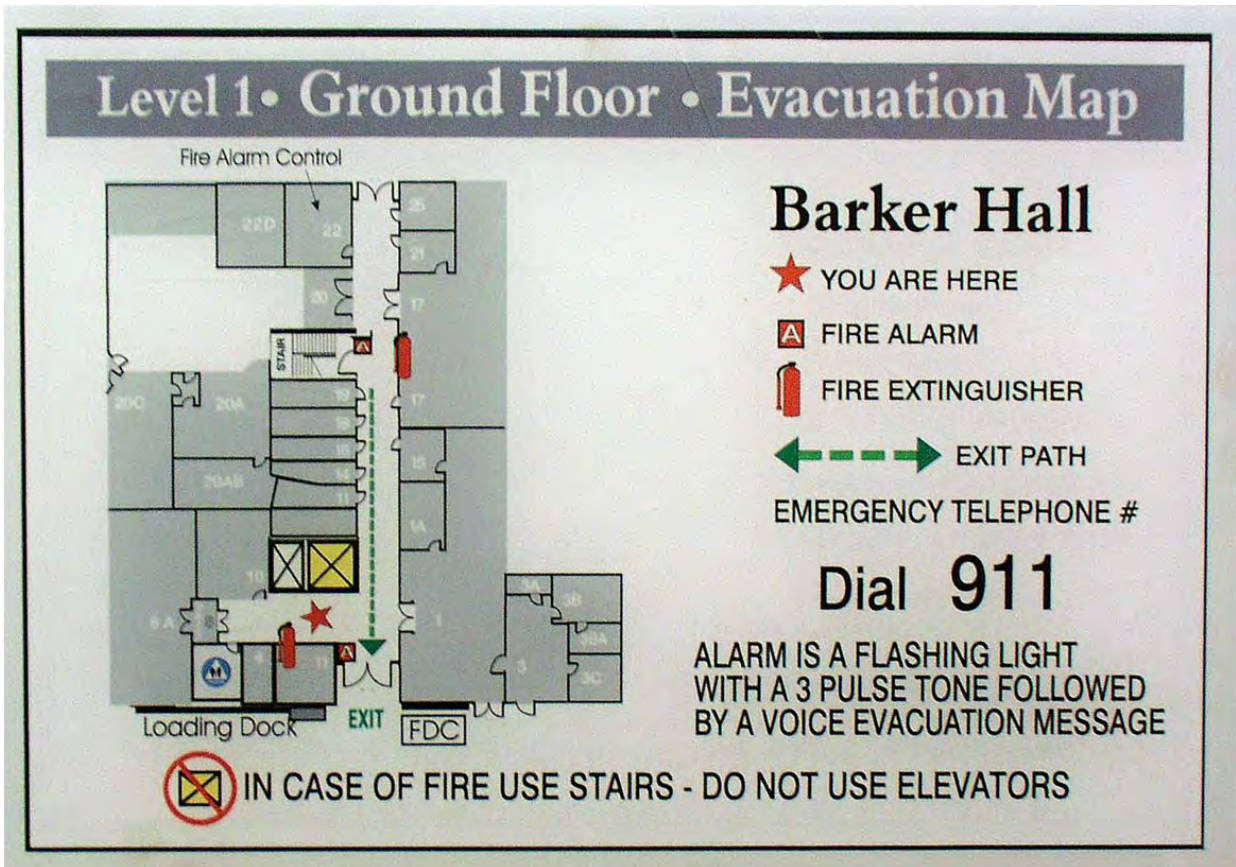 Level 1 • Ground Floor • Evacuation Map
Fire Alarm Control
Barker Hall
YOU ARE HERE
A FIRE ALARM
FIRE EXTINGUISHER
EXIT PATH
EMERGENCY TELEPHONE #
Dial 911
ALARM IS A FLASHING LIGHT
WITH A 3 PULSE TONE FOLLOWED
BY A VOICE EVACUATION MESSAGE
22D
22
25
21
20
17
STAIR
A
19
17
20C
20A
18
16
15
20AB
14
11
1A
10
3A
3B
6A
8
1
3BA
3
3C
4
11
A
Loading Dock
EXIT
FDC
IN CASE OF FIRE USE STAIRS - DO NOT USE ELEVATORS